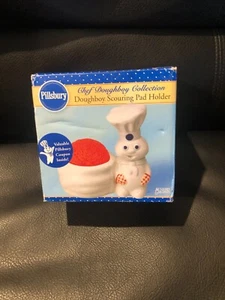 Pillsbury
Chef Doughboy Collection
Doughboy Scouring Pad Holder
Valuable
Pillsbury
Coupons
Inside!